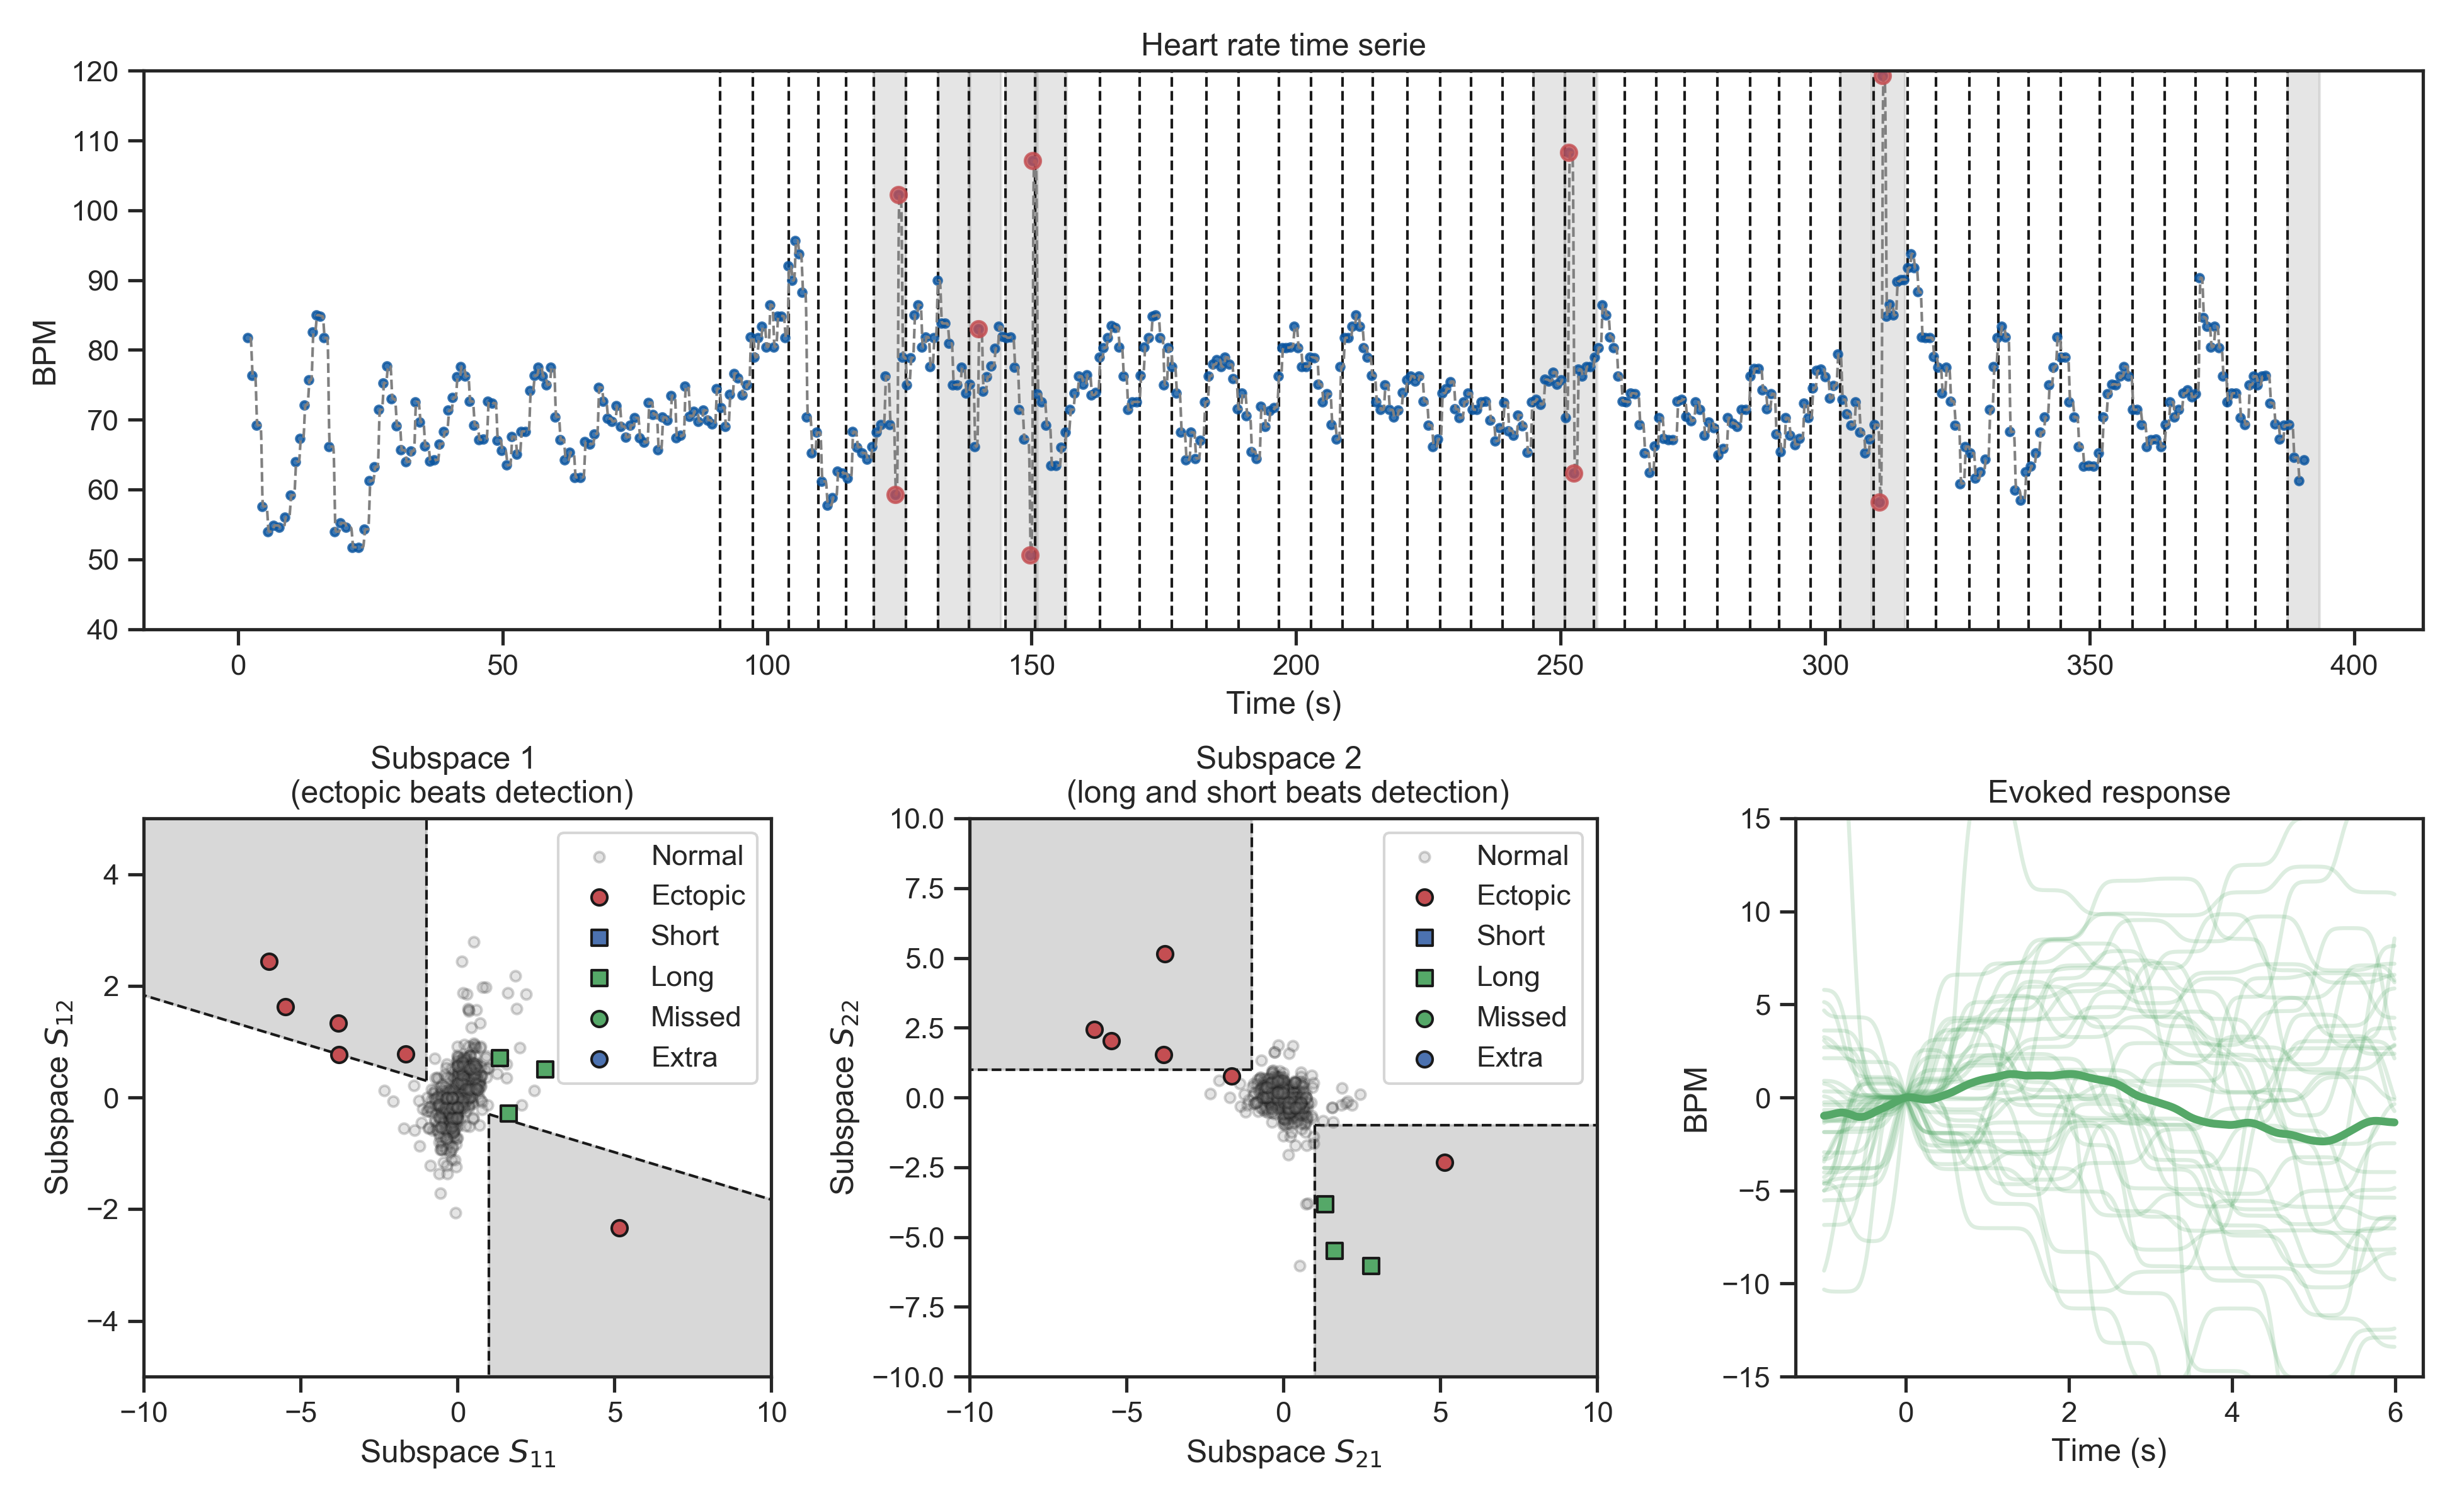 Heart rate time serie
120
110
100
90
80
70
60
50
40
BPM
0 50 100 150 200 250 300 350 400
Time (s)
Subspace 1
(ectopic beats detection)
4
2
0
−2
−4
Subspace S12
Normal
Ectopic
Short
Long
Missed
Extra
−10 −5 0 5 10
Subspace S11
Subspace 2
(long and short beats detection)
10.0
7.5
5.0
2.5
0.0
−2.5
−5.0
−7.5
−10.0
Subspace S22
Normal
Ectopic
Short
Long
Missed
Extra
−10 −5 0 5 10
Subspace S21
Evoked response
15
10
5
0
−5
−10
−15
BPM
0 2 4 6
Time (s)